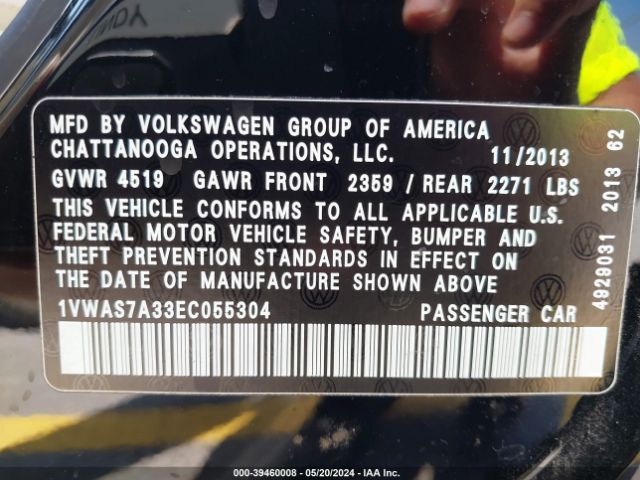 MFD BY VOLKSWAGEN GROUP OF AMERICA
CHATTANOOGA OPERATIONS, LLC. 11/2013
GVWR 4519 GAWR FRONT 2359 / REAR 2271 LBS
THIS VEHICLE CONFORMS TO ALL APPLICABLE U.S.
FEDERAL MOTOR VEHICLE SAFETY, BUMPER AND
THEFT PREVENTION STANDARDS IN EFFECT ON
THE DATE OF MANUFACTURE SHOWN ABOVE
1VWAS7A33EC055304 PASSENGER CAR
4929031 2013 62
000-39460008 - 05/20/2024 - IAA Inc.